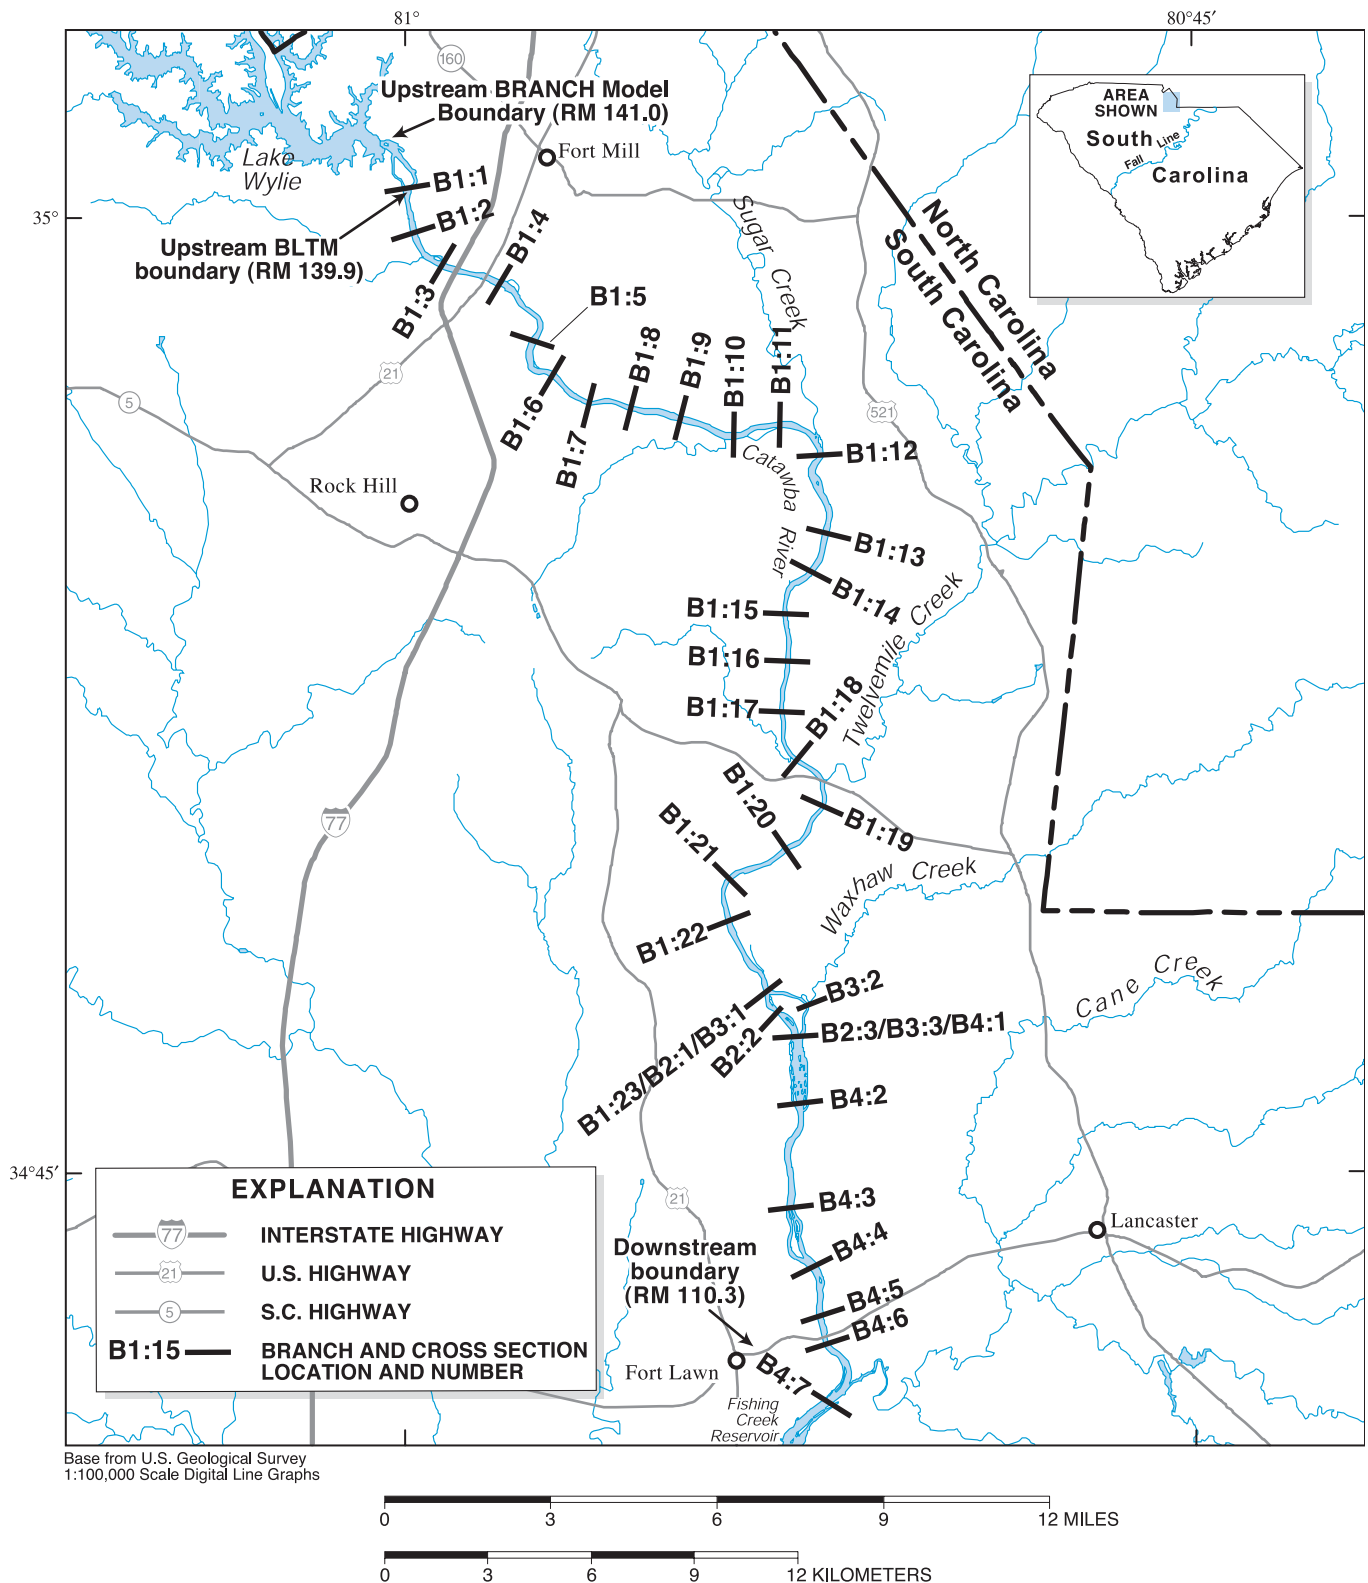 81°
80°45′
160
Upstream BRANCH Model
Boundary (RM 141.0)
AREA
SHOWN
South
Fall Line
Carolina
Fort Mill
Lake
Wylie
B1:1
B1:2
35°
Upstream BLTM
boundary (RM 139.9)
B1:3
B1:4
Sugar Creek
North Carolina
South Carolina
B1:5
B1:6
B1:7
B1:8
B1:9
B1:10
B1:11
21
5
521
B1:12
Catawba River
Rock Hill
B1:13
B1:14
B1:15
B1:16
B1:17
B1:18
Twelvemile Creek
B1:19
B1:20
77
B1:21
B1:22
Waxhaw Creek
Cane Creek
B3:2
B1:23/B2:1/B3:1
B2:2
B2:3/B3:3/B4:1
B4:2
34°45′
21
B4:3
B4:4
Lancaster
Downstream
boundary
(RM 110.3)
B4:5
B4:6
Fort Lawn
B4:7
Fishing
Creek
Reservoir
EXPLANATION
77 INTERSTATE HIGHWAY
21 U.S. HIGHWAY
5 S.C. HIGHWAY
B1:15 BRANCH AND CROSS SECTION
LOCATION AND NUMBER
Base from U.S. Geological Survey
1:100,000 Scale Digital Line Graphs
0 3 6 9 12 MILES
0 3 6 9 12 KILOMETERS